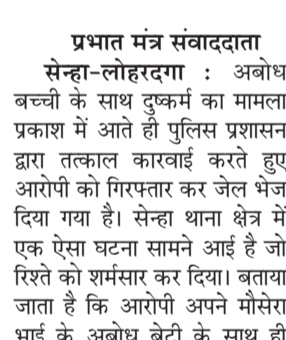 प्रभात मंत्र संवाददाता
सेन्हा-लोहरदगा : अबोध
बच्ची के साथ दुष्कर्म का मामला
प्रकाश में आते ही पुलिस प्रशासन
द्वारा तत्काल कारवाई करते हुए
आरोपी को गिरफ्तार कर जेल भेज
दिया गया है। सेन्हा थाना क्षेत्र में
एक ऐसा घटना सामने आई है जो
रिश्ते को शर्मसार कर दिया। बताया
जाता है कि आरोपी अपने मौसेरा
भाई के अबोध बेटी के साथ ही